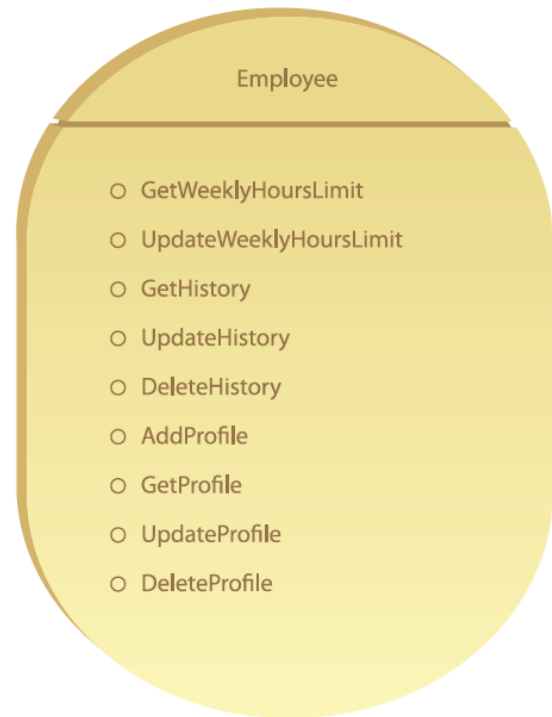 Employee
GetWeeklyHoursLimit
UpdateWeeklyHoursLimit
GetHistory
UpdateHistory
DeleteHistory
AddProfile
GetProfile
UpdateProfile
DeleteProfile